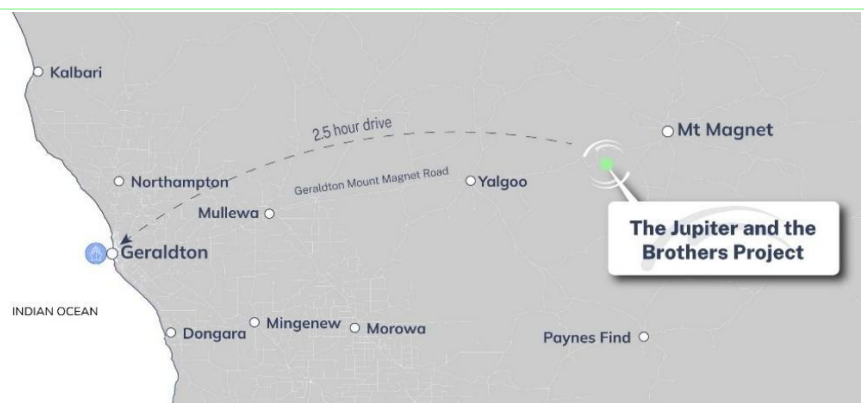 Kalbari
2.5 hour drive
Mt Magnet
Northampton
Geraldton Mount Magnet Road
Yalgoo
Mullewa
The Jupiter and the
Brothers Project
Geraldton
INDIAN OCEAN
Dongara
Mingenew
Morowa
Paynes Find